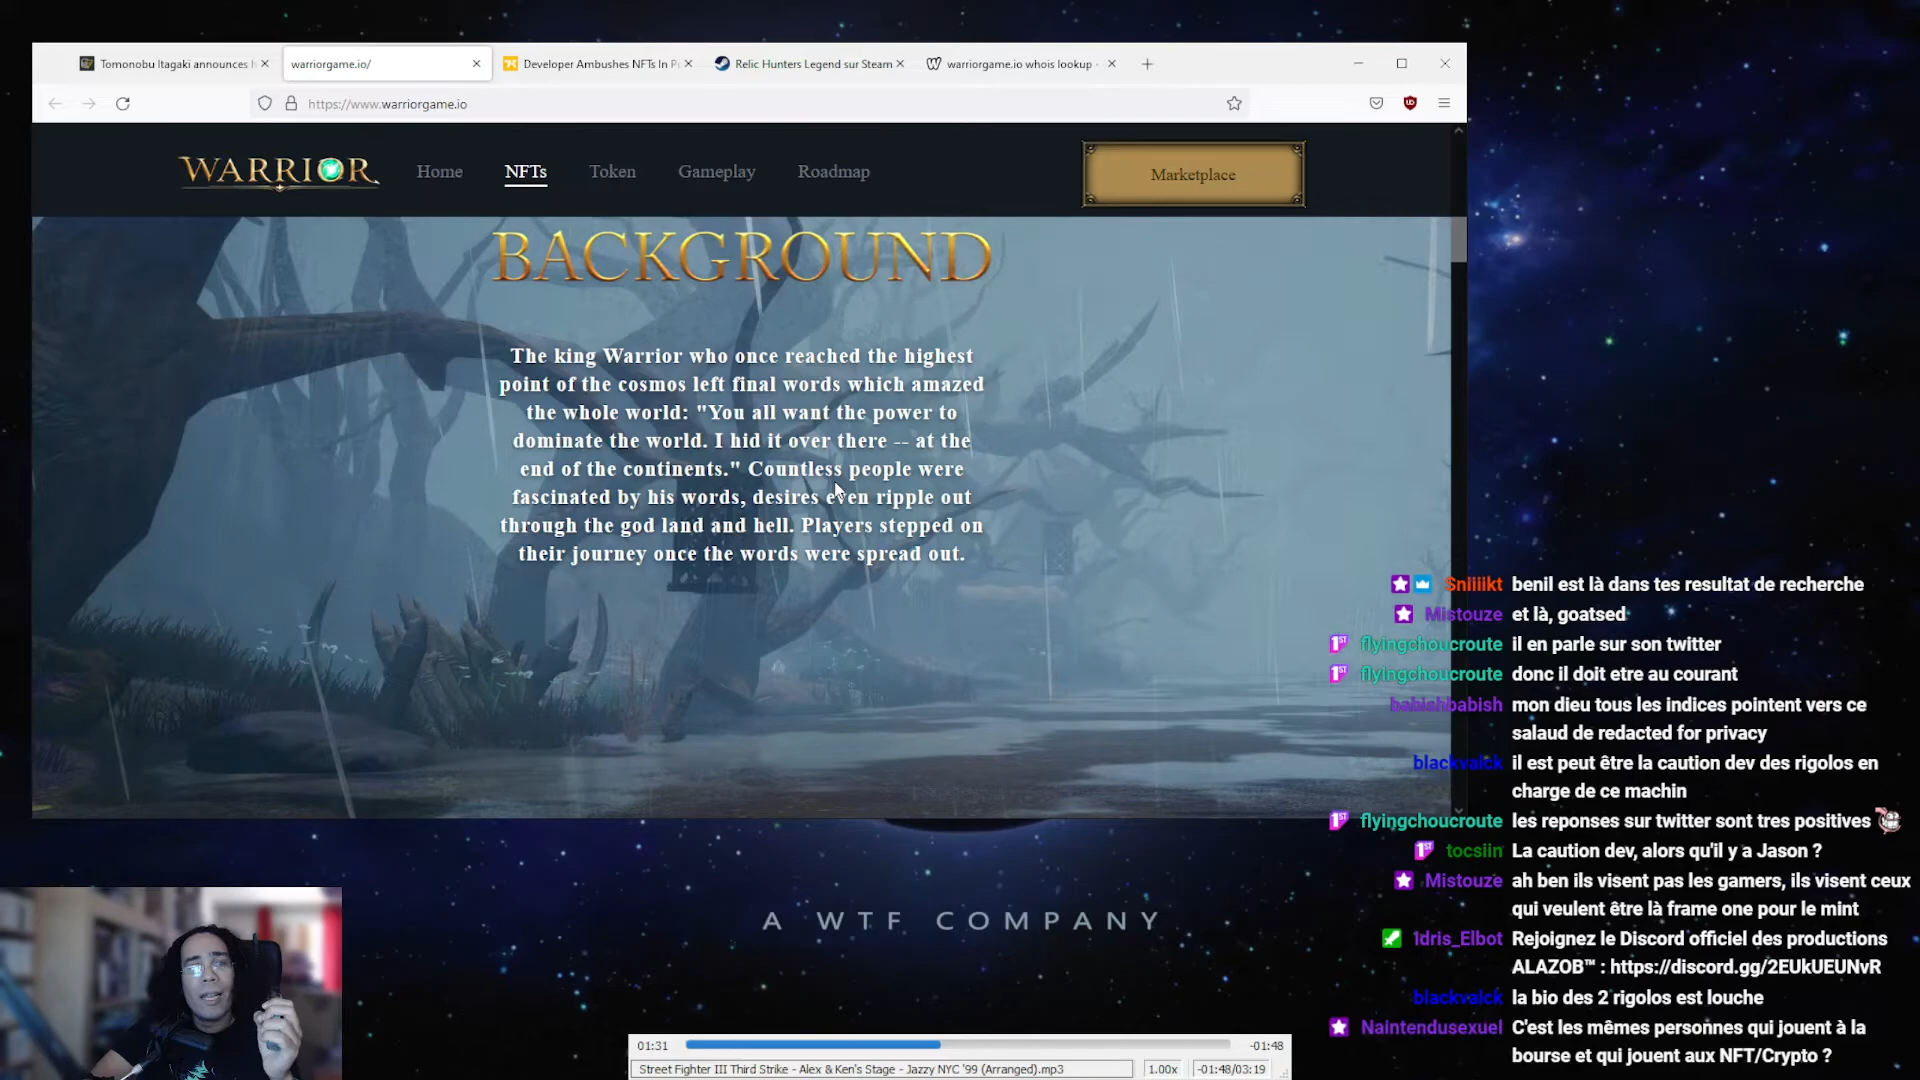 Tomonobu Itagaki announces h
warriorgame.io/
Developer Ambushes NFTs In Pu
Relic Hunters Legend sur Steam
warriorgame.io whois lookup -
https://www.warriorgame.io
WARRIOR
Home
NFTs
Token
Gameplay
Roadmap
Marketplace
BACKGROUND
The king Warrior who once reached the highest
point of the cosmos left final words which amazed
the whole world: "You all want the power to
dominate the world. I hid it over there -- at the
end of the continents." Countless people were
fascinated by his words, desires even ripple out
through the god land and hell. Players stepped on
their journey once the words were spread out.
Sniiiikt benil est là dans tes resultat de recherche
Mistouze et là, goatsed
flyingchoucroute il en parle sur son twitter
flyingchoucroute donc il doit etre au courant
babishbabish mon dieu tous les indices pointent vers ce
salaud de redacted for privacy
blackvalck il est peut être la caution dev des rigolos en
charge de ce machin
flyingchoucroute les reponses sur twitter sont tres positives
tocsiin La caution dev, alors qu'il y a Jason ?
Mistouze ah ben ils visent pas les gamers, ils visent ceux
qui veulent être là frame one pour le mint
1dris_Elbot Rejoignez le Discord officiel des productions
ALAZOB™ : https://discord.gg/2EUkUEUNvR
blackvalck la bio des 2 rigolos est louche
Naintendusexuel C'est les mêmes personnes qui jouent à la
bourse et qui jouent aux NFT/Crypto ?
A WTF COMPANY
01:31
-01:48
Street Fighter III Third Strike - Alex & Ken's Stage - Jazzy NYC '99 (Arranged).mp3
1.00x
-01:48/03:19